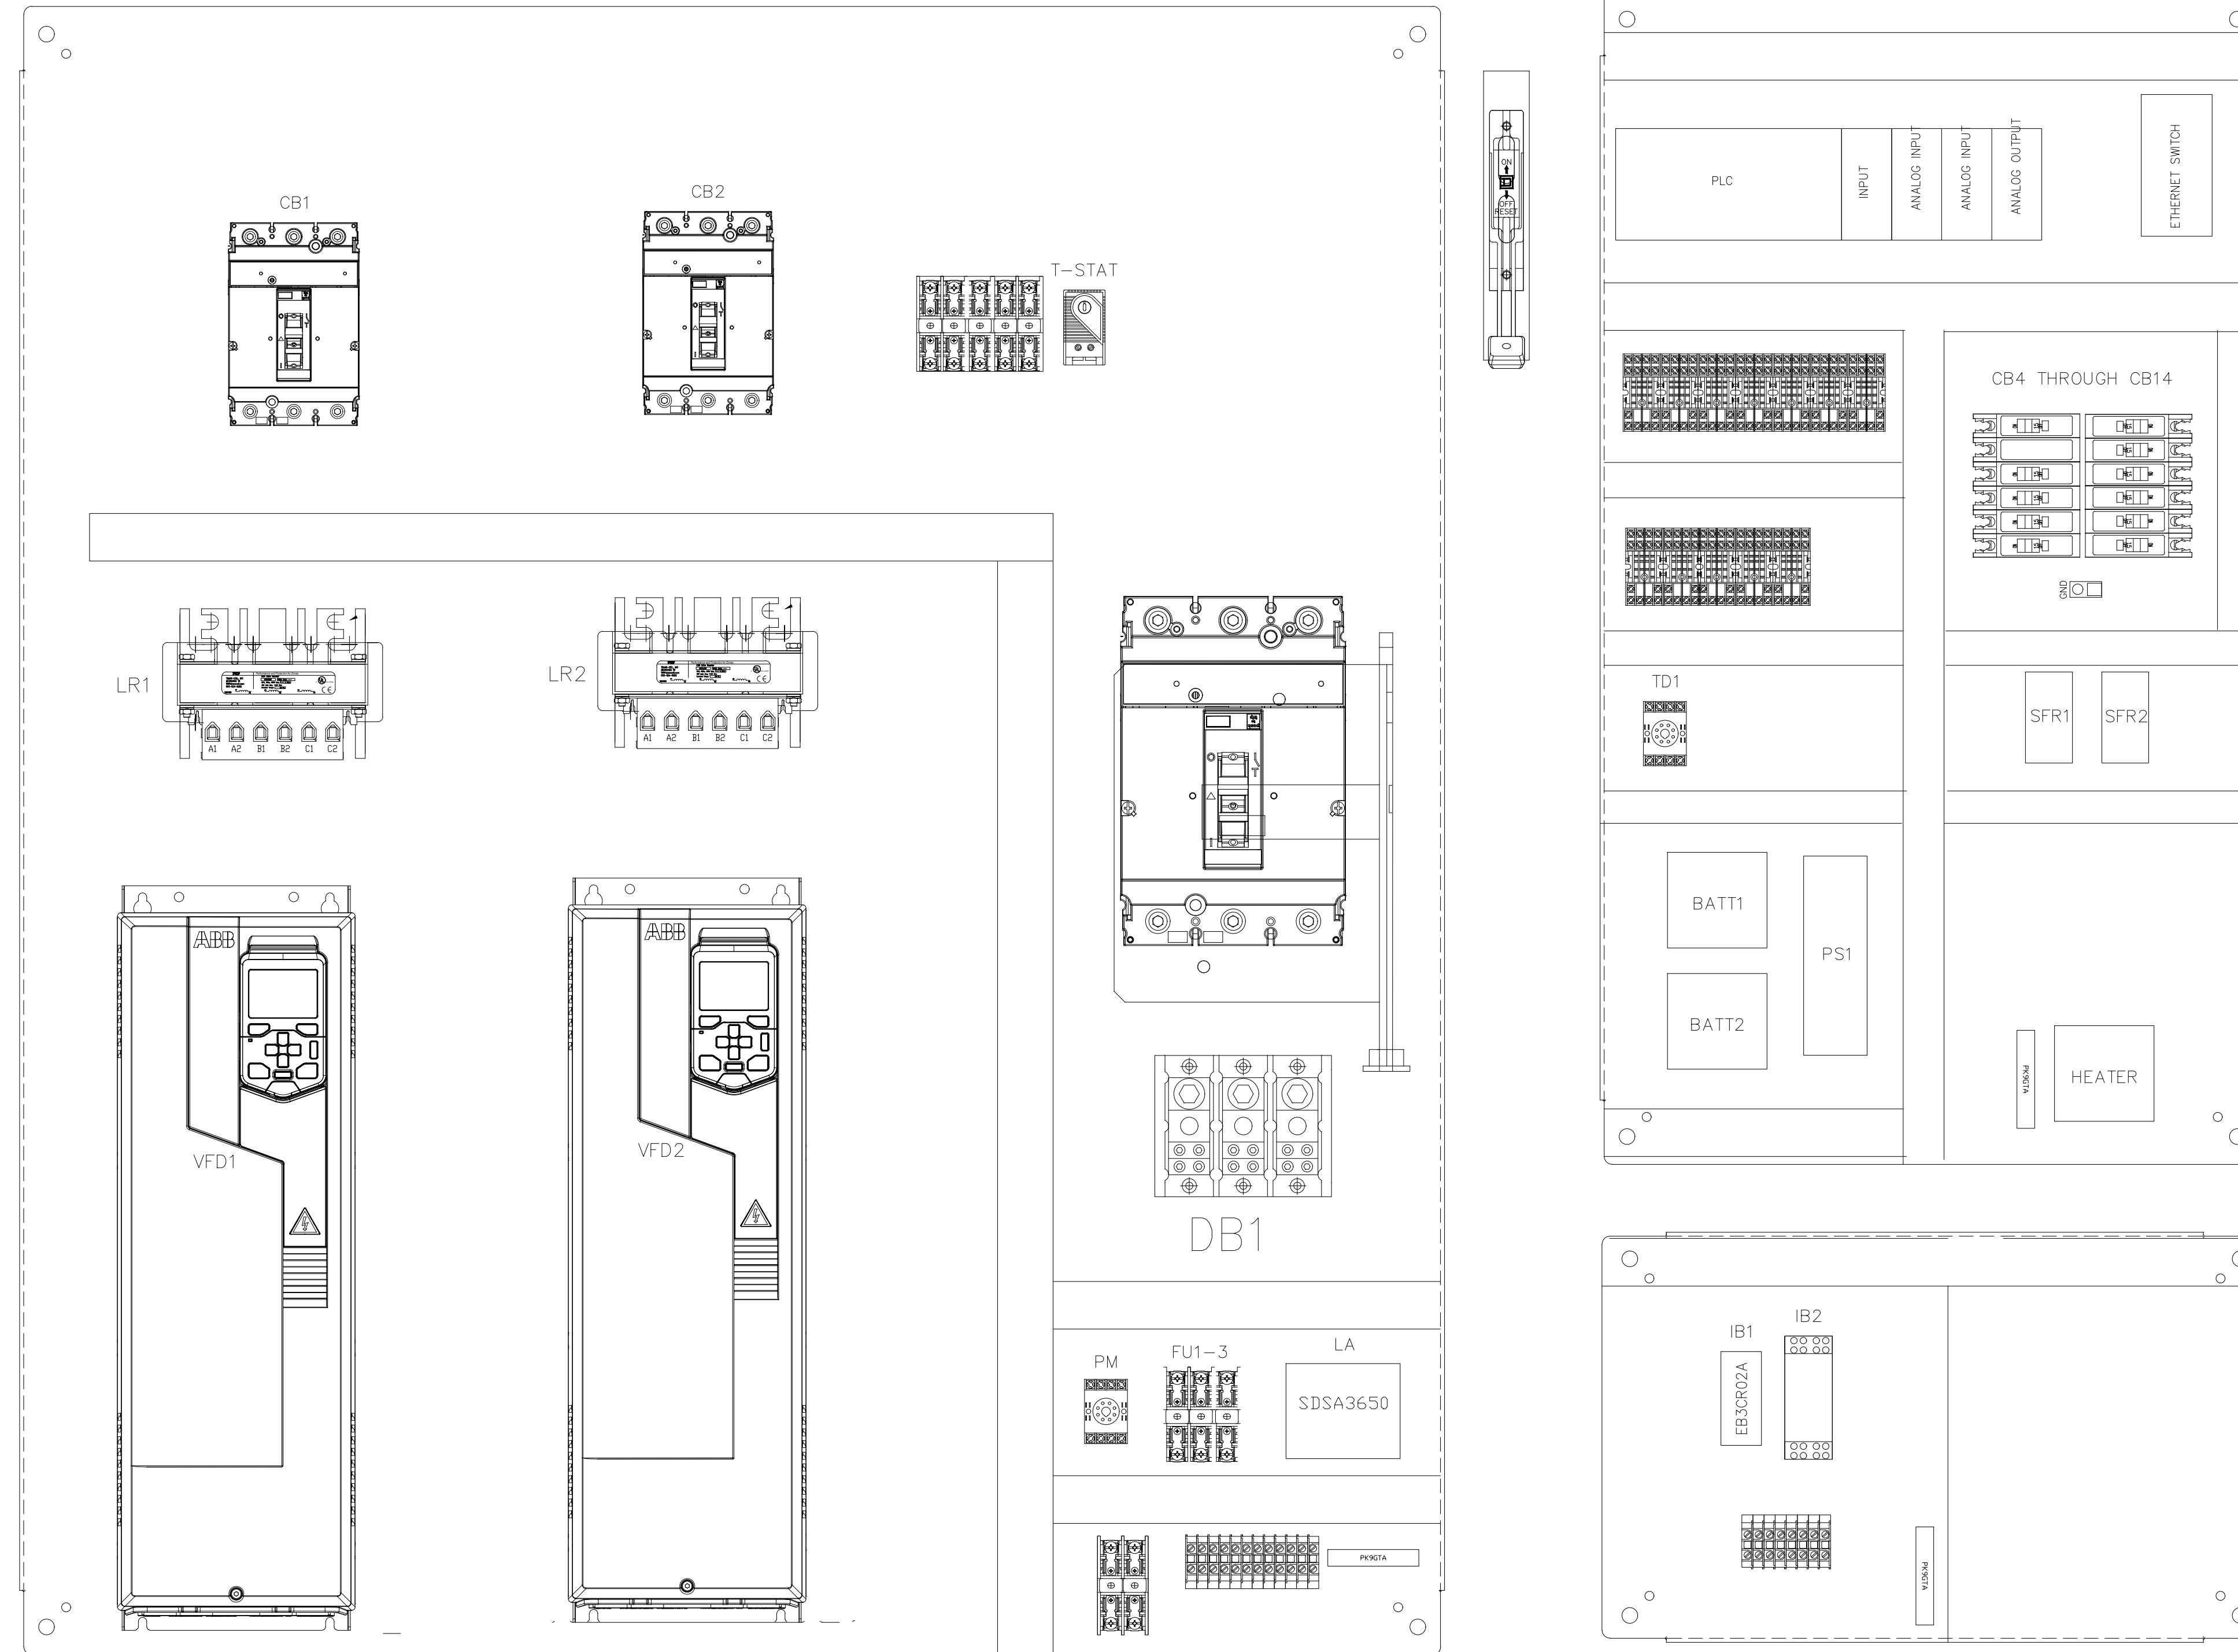 CB1
CB2
T-STAT
LR1
A1 A2 B1 B2 C1 C2
LR2
A1 A2 B1 B2 C1 C2
ABB
VFD1
ABB
VFD2
DB1
PM
FU1-3
LA
SDSA3650
PK9GTA
ON
OFF
RESET
PLC
INPUT
ANALOG INPUT
ANALOG INPUT
ANALOG OUTPUT
ETHERNET SWITCH
CB4 THROUGH CB14
GND
TD1
SFR1
SFR2
BATT1
BATT2
PS1
PK9GTA
HEATER
IB1
EB3CR02A
IB2
PK9GTA